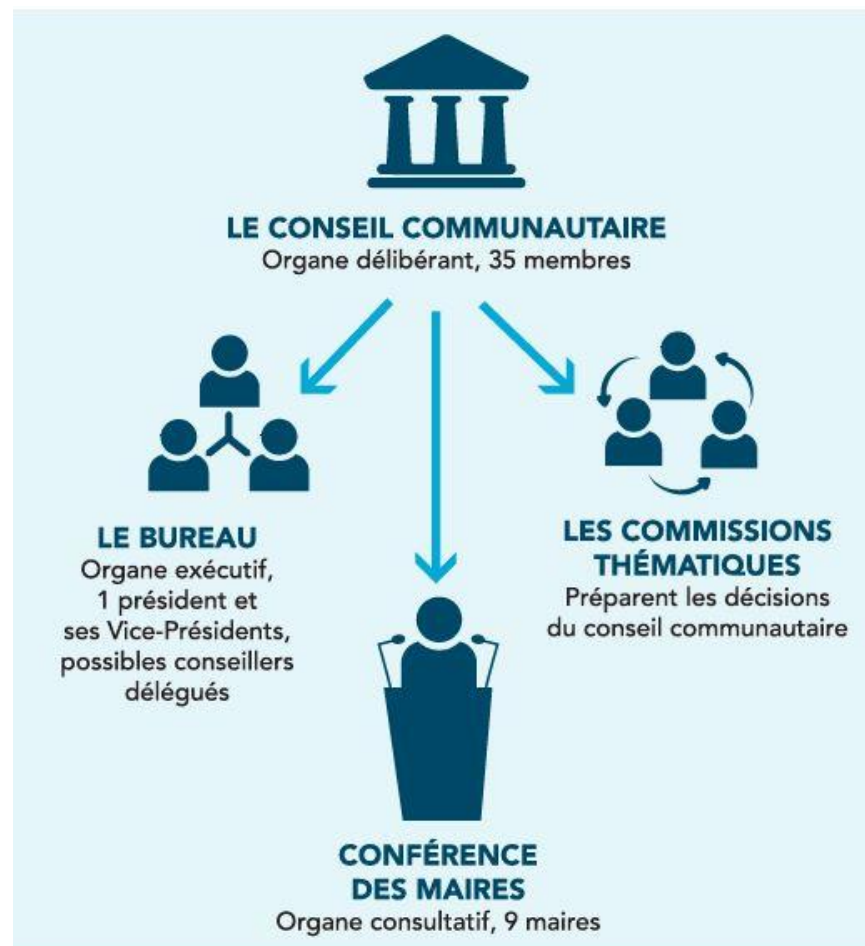 LE CONSEIL COMMUNAUTAIRE
Organe délibérant, 35 membres
LE BUREAU
Organe exécutif,
1 président et
ses Vice-Présidents,
possibles conseillers
délégués
LES COMMISSIONS
THÉMATIQUES
Préparent les décisions
du conseil communautaire
CONFÉRENCE
DES MAIRES
Organe consultatif, 9 maires